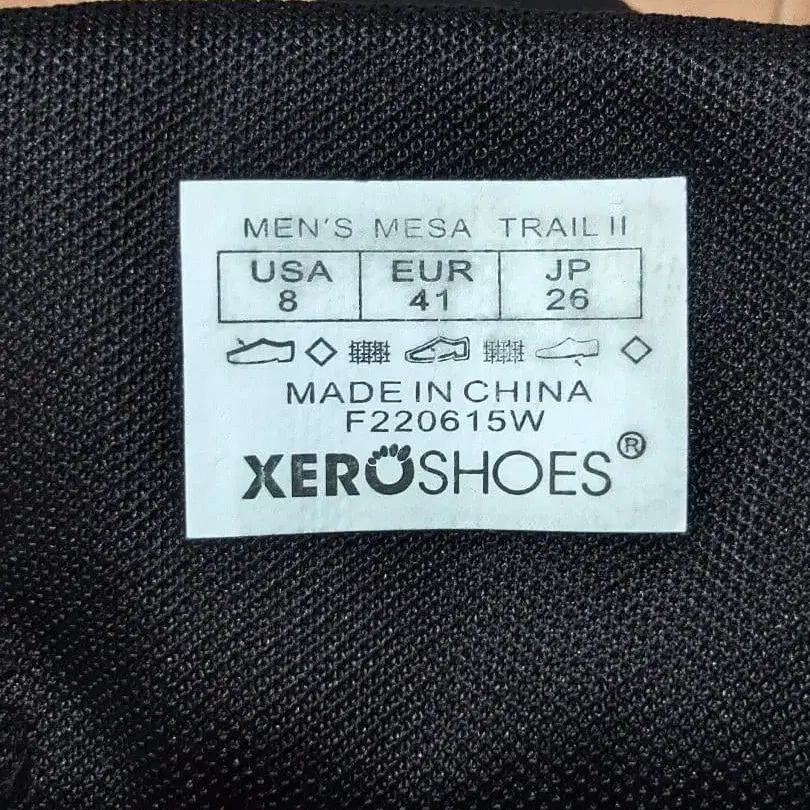 MEN'S MESA TRAIL II
USA EUR JP
8 41 26
MADE IN CHINA
F220615W
XEROSHOES®